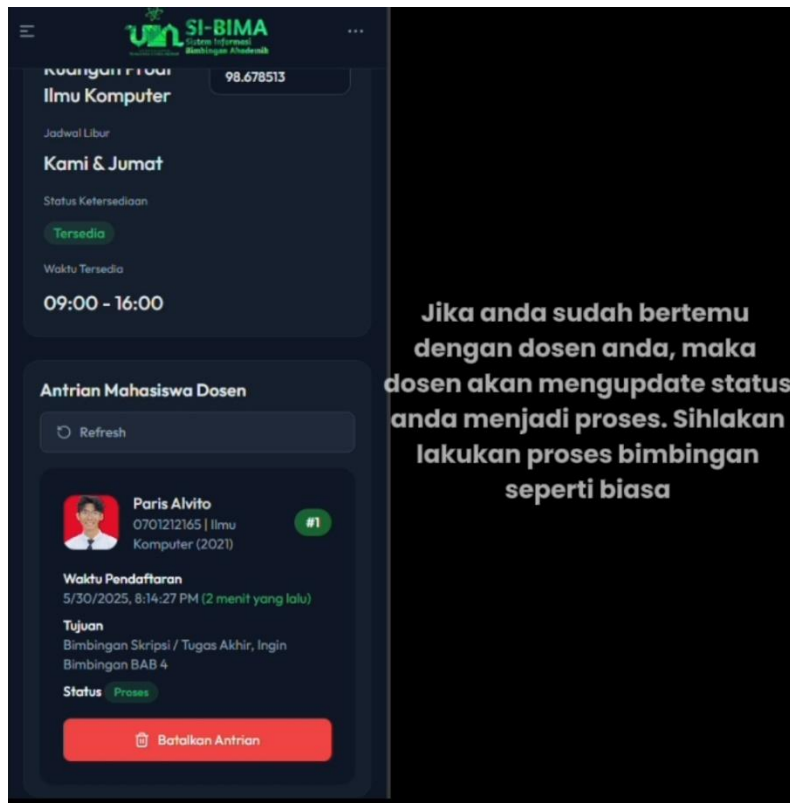 SI-BIMA
Sistem Informasi
Bimbingan Akademik
Ruangan Prodi
Ilmu Komputer
98.678513
Jadwal Libur
Kami & Jumat
Status Ketersediaan
Tersedia
Waktu Tersedia
09:00 - 16:00
Antrian Mahasiswa Dosen
Refresh
Paris Alvito
0701212165 | Ilmu
Komputer (2021)
#1
Waktu Pendaftaran
5/30/2025, 8:14:27 PM (2 menit yang lalu)
Tujuan
Bimbingan Skripsi / Tugas Akhir, Ingin
Bimbingan BAB 4
Status Proses
Batalkan Antrian
Jika anda sudah bertemu
dengan dosen anda, maka
dosen akan mengupdate status
anda menjadi proses. Sihlakan
lakukan proses bimbingan
seperti biasa